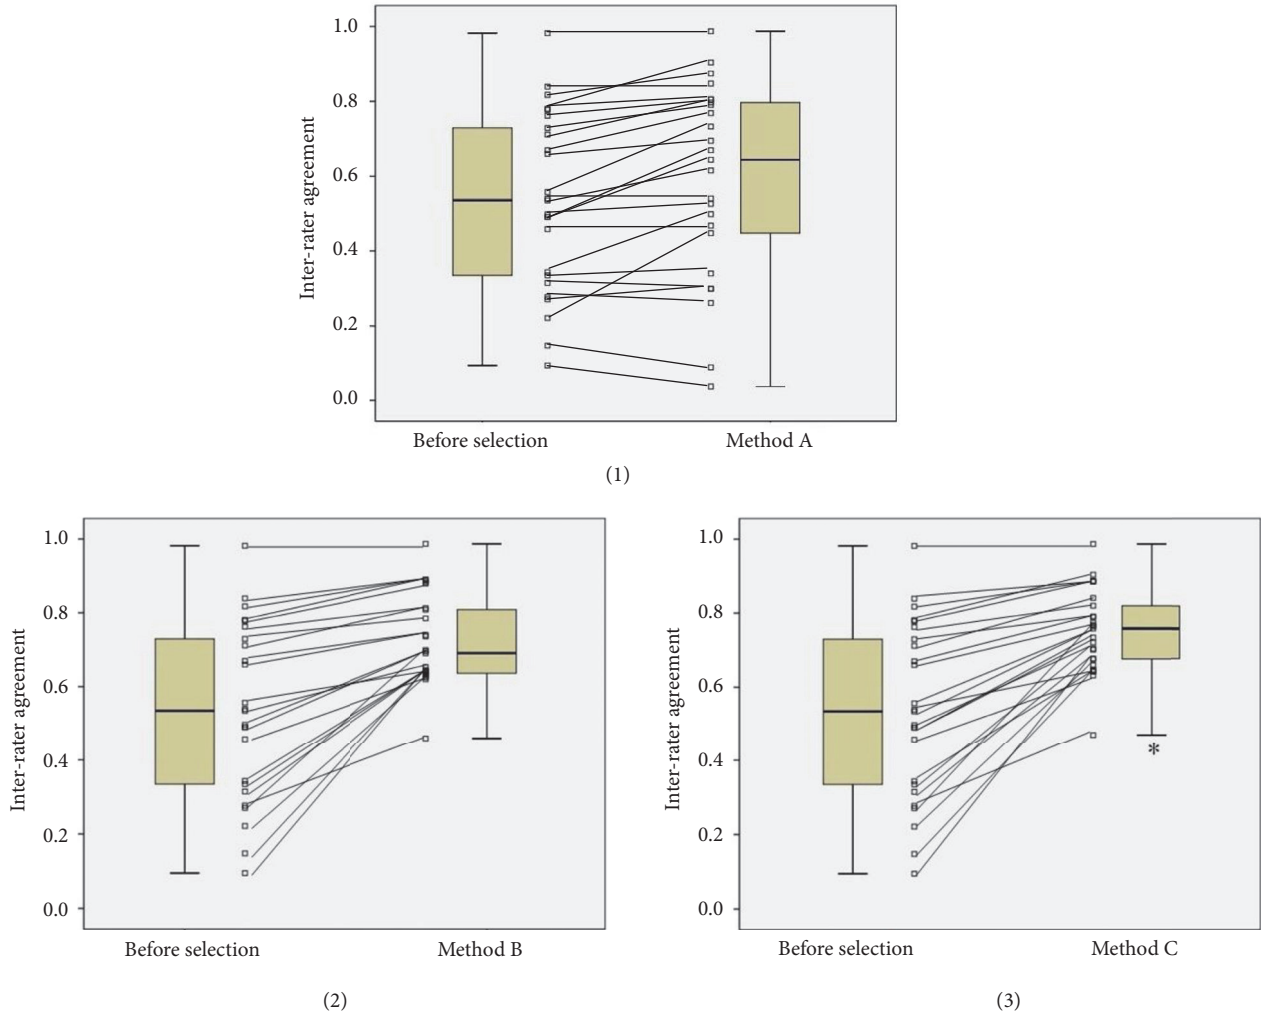 1.0
0.8
0.6
0.4
0.2
0.0
Inter-rater agreement
Before selection
Method A
(1)
1.0
0.8
0.6
0.4
0.2
0.0
Inter-rater agreement
Before selection
Method B
(2)
1.0
0.8
0.6
0.4
0.2
0.0
Inter-rater agreement
*
Before selection
Method C
(3)